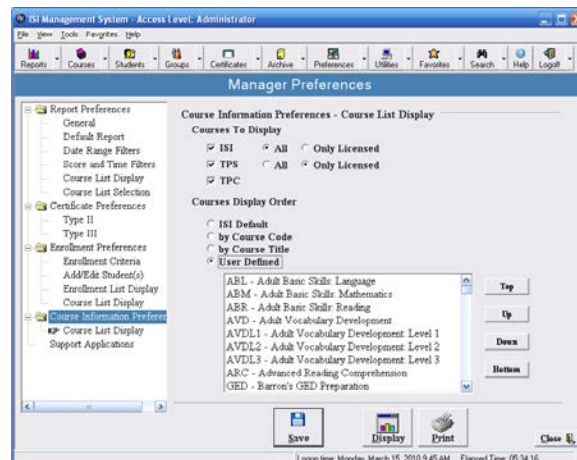 ISI Management System - Access Level: Administrator
File View Tools Favorites Help
Reports Courses Students Groups Certificates Archive Preferences Utilities Favorites Search Help Logoff
Manager Preferences
Report Preferences
General
Default Report
Date Range Filters
Score and Time Filters
Course List Display
Course List Selection
Certificate Preferences
Type II
Type III
Enrollment Preferences
Enrollment Criteria
Add/Edit Student(s)
Enrollment List Display
Course List Display
Course Information Preferen
Course List Display
Support Applications
Course Information Preferences - Course List Display
Courses To Display
ISI All Only Licensed
TPS All Only Licensed
TPC
Courses Display Order
ISI Default
by Course Code
by Course Title
User Defined
ABL - Adult Basic Skills: Language
ABM - Adult Basic Skills: Mathematics
ABR - Adult Basic Skills: Reading
AVD - Adult Vocabulary Development
AVDL1 - Adult Vocabulary Development: Level 1
AVDL2 - Adult Vocabulary Development: Level 2
AVDL3 - Adult Vocabulary Development: Level 3
ARC - Advanced Reading Comprehension
GED - Barron's GED Preparation
Top
Up
Down
Bottom
Save Display Print Close
Logon time: Monday, March 15, 2010 9:45 AM Elapsed Time: 05:34:16